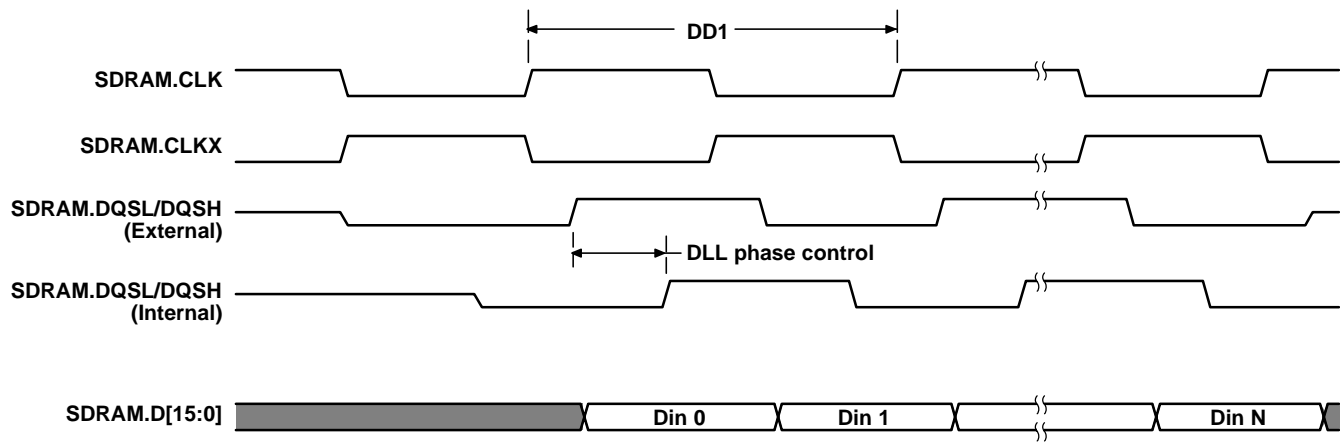 DD1
SDRAM.CLK
SDRAM.CLKX
SDRAM.DQSL/DQSH
(External)
DLL phase control
SDRAM.DQSL/DQSH
(Internal)
SDRAM.D[15:0]
Din 0
Din 1
Din N